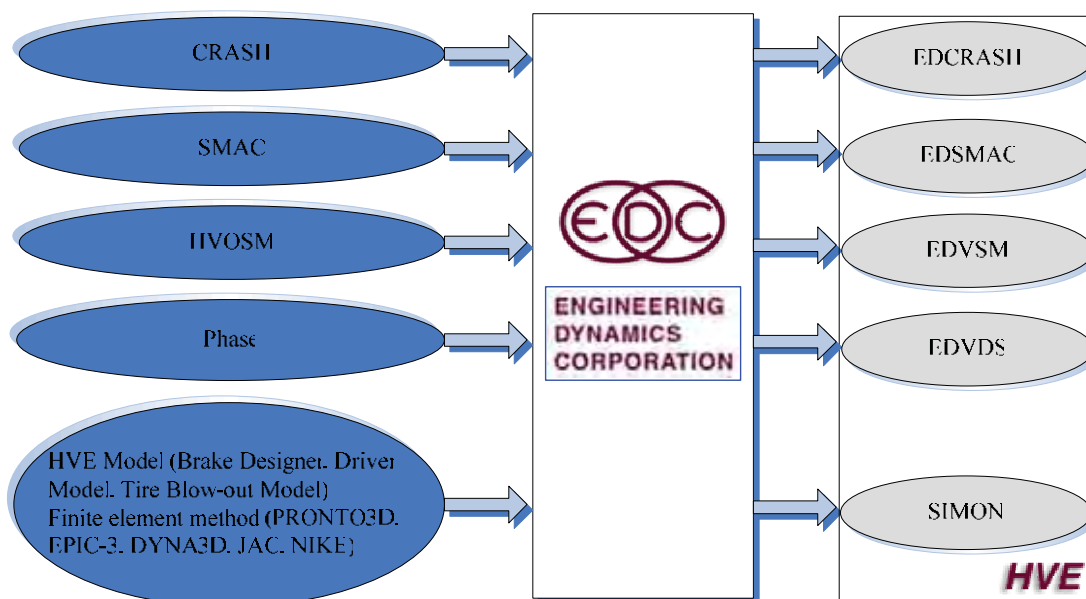 CRASH
SMAC
HVOSM
Phase
HVE Model (Brake Designer, Driver
Model, Tire Blow-out Model)
Finite element method (PRONTO3D,
EPIC-3, DYNA3D, JAC, NIKE)
EDC
ENGINEERING
DYNAMICS
CORPORATION
EDCRASH
EDSMAC
EDVSM
EDVDS
SIMON
HVE